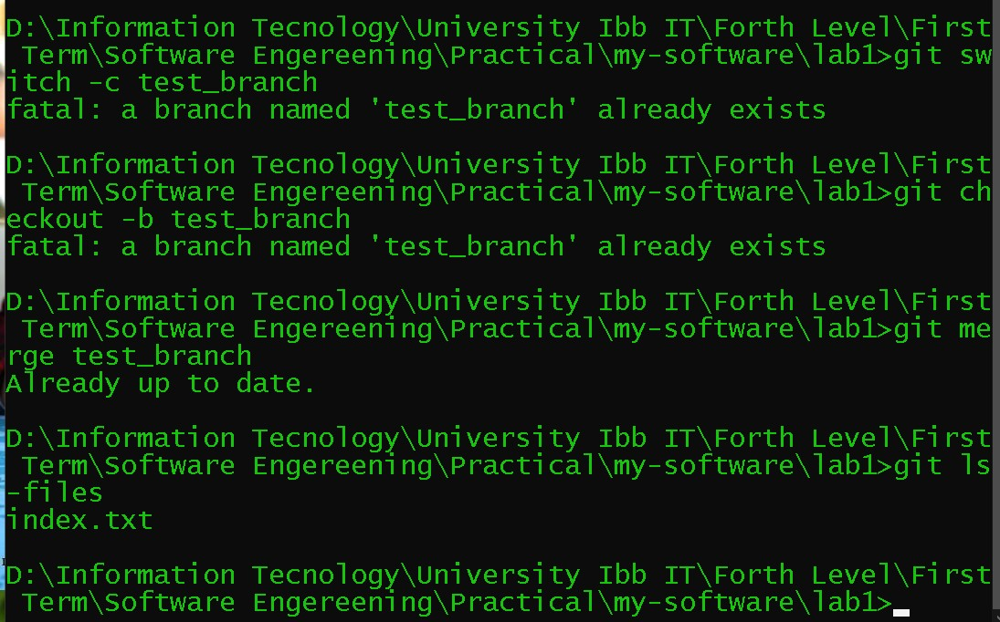 D:\Information Tecnology\University Ibb IT\Forth Level\First
 Term\Software Engereening\Practical\my-software\lab1>git sw
itch -c test_branch
fatal: a branch named 'test_branch' already exists

D:\Information Tecnology\University Ibb IT\Forth Level\First
 Term\Software Engereening\Practical\my-software\lab1>git ch
eckout -b test_branch
fatal: a branch named 'test_branch' already exists

D:\Information Tecnology\University Ibb IT\Forth Level\First
 Term\Software Engereening\Practical\my-software\lab1>git me
rge test_branch
Already up to date.

D:\Information Tecnology\University Ibb IT\Forth Level\First
 Term\Software Engereening\Practical\my-software\lab1>git ls
-files
index.txt

D:\Information Tecnology\University Ibb IT\Forth Level\First
 Term\Software Engereening\Practical\my-software\lab1>